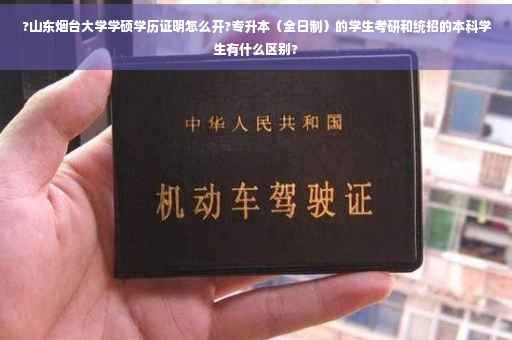 ?山东烟台大学学硕学历证明怎么开?专升本（全日制）的学生考研和统招的本科学
生有什么区别?
中华人民共和国
机动车驾驶证